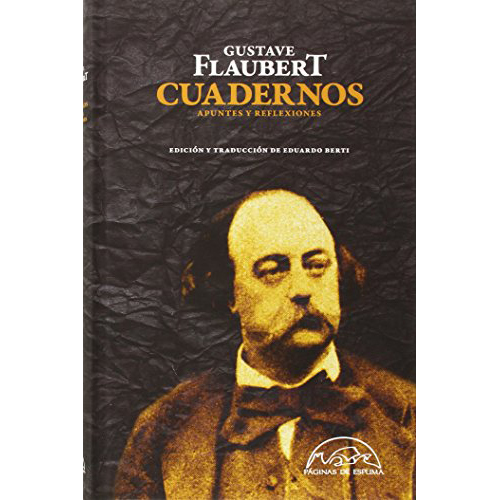 GUSTAVE
FLAUBERT
CUADERNOS
APUNTES Y REFLEXIONES
EDICIÓN Y TRADUCCIÓN DE EDUARDO BERTI
PÁGINAS DE ESPUMA